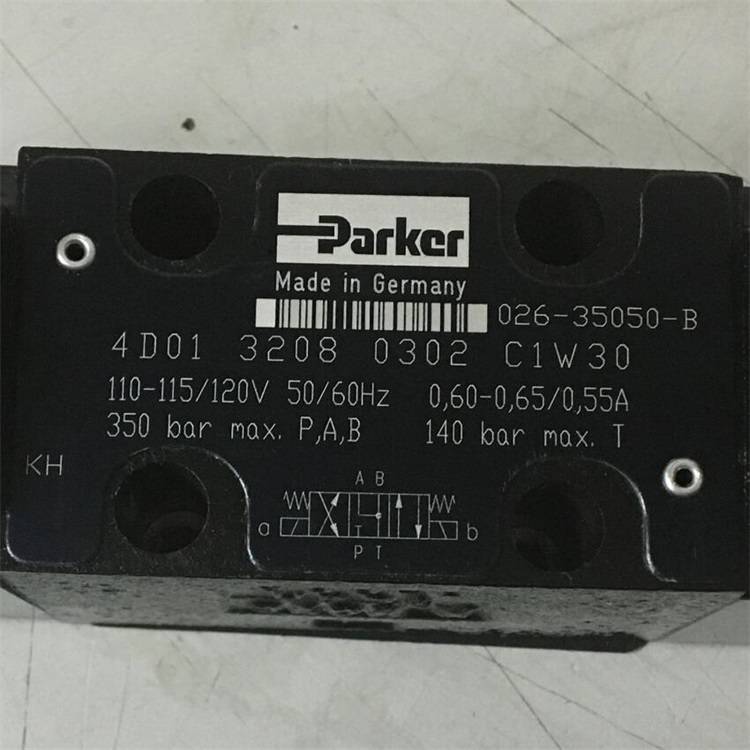 Parker
Made in Germany
026-35050-B
4D01 3208 0302 C1W30
110-115/120V 50/60Hz 0,60-0,65/0,55A
350 bar max. P,A,B 140 bar max. T
KH
A B
a b
P T